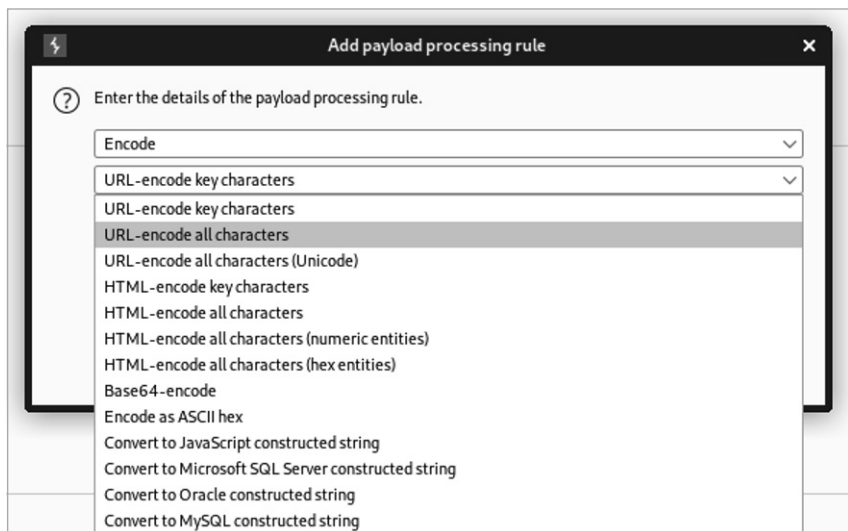 Add payload processing rule
Enter the details of the payload processing rule.
Encode
URL-encode key characters
URL-encode key characters
URL-encode all characters
URL-encode all characters (Unicode)
HTML-encode key characters
HTML-encode all characters
HTML-encode all characters (numeric entities)
HTML-encode all characters (hex entities)
Base64-encode
Encode as ASCII hex
Convert to JavaScript constructed string
Convert to Microsoft SQL Server constructed string
Convert to Oracle constructed string
Convert to MySQL constructed string